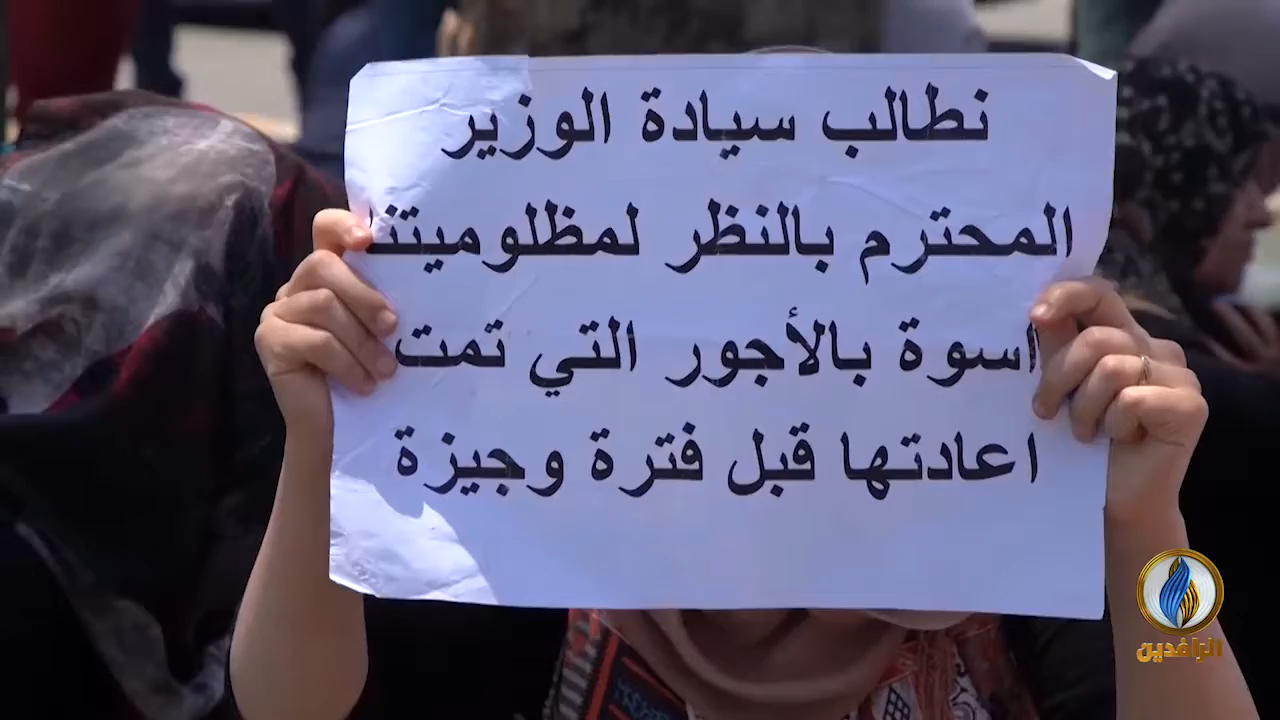 نطالب سيادة الوزير
المحترم بالنظر لمظلوميتنا
اسوة بالأجور التي تمت
اعادتها قبل فترة وجيزة
الرافدين